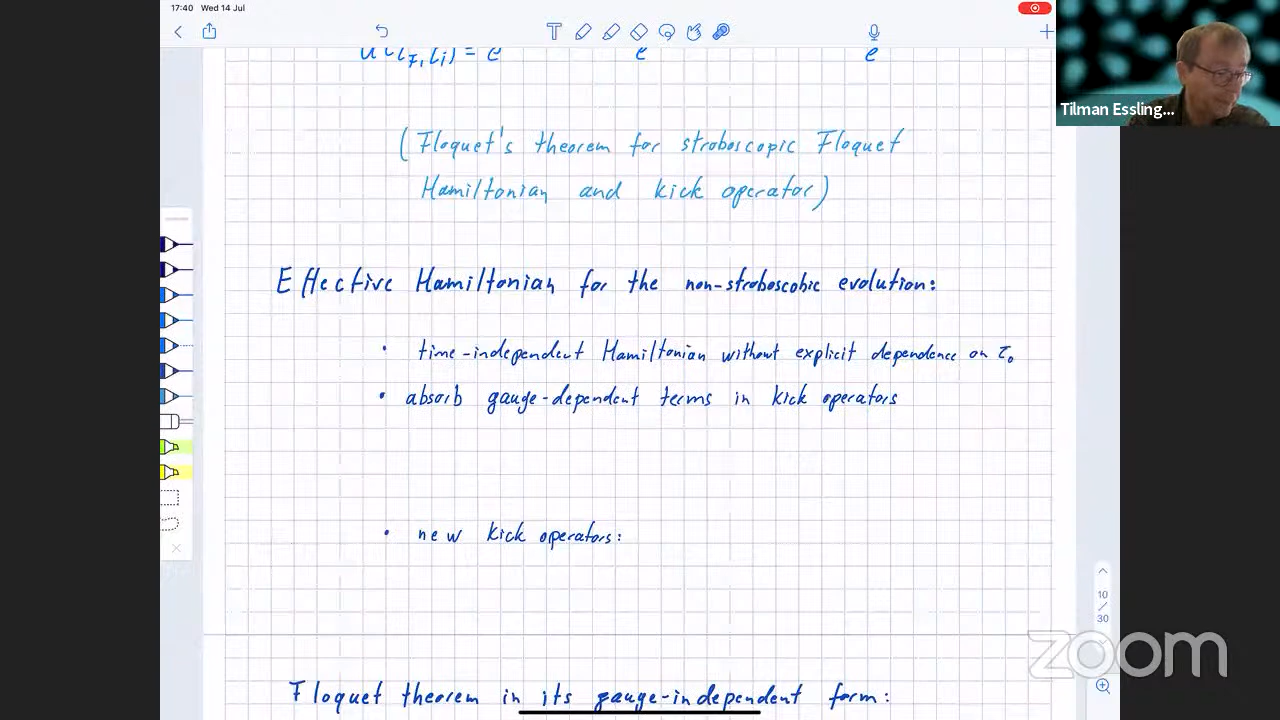 17:40 Wed 14 Jul
Tilman Essling...
(Floquet's theorem for stroboscopic Floquet
Hamiltonian and kick operator)
Effective Hamiltonian for the non-stroboscobic evolution:
• time-independent Hamiltonian without explicit dependence on τ₀
• absorb gauge-dependent terms in kick operators
• new kick operators:
10
/
30
zoom
Floquet theorem in its gauge-independent form: